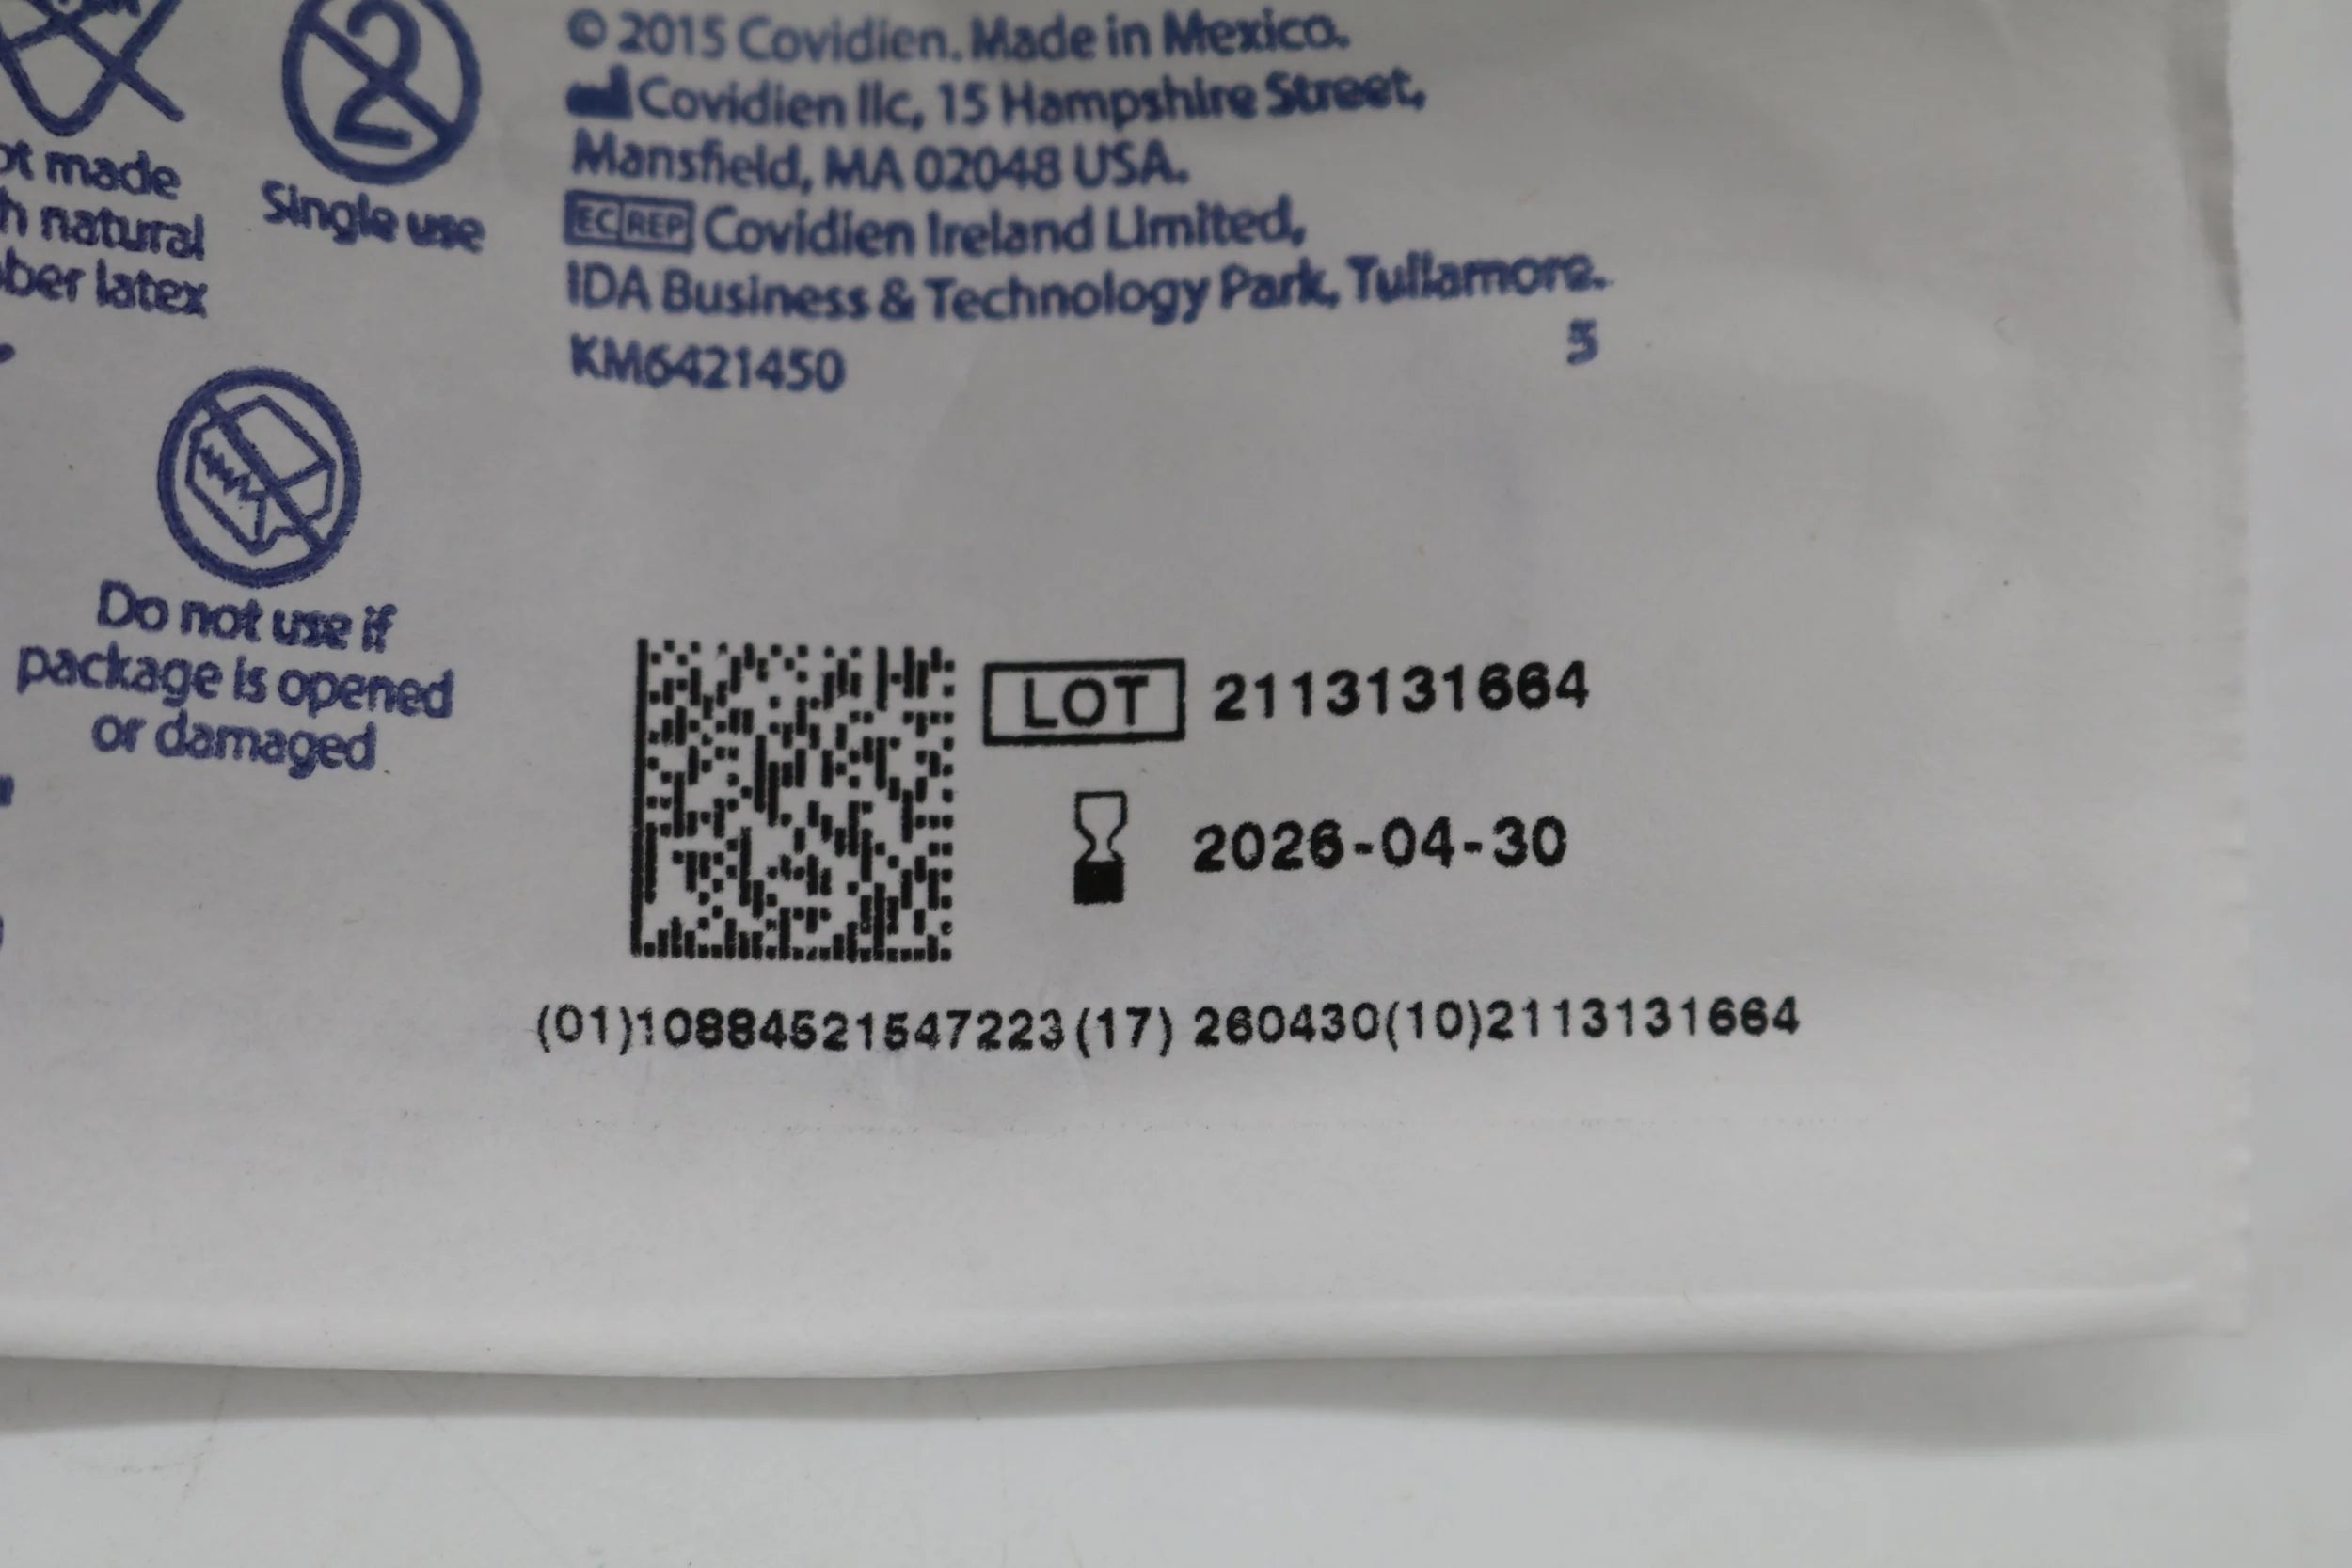 © 2015 Covidien. Made in Mexico.
Covidien llc, 15 Hampshire Street,
Mansfield, MA 02048 USA.
EC REP Covidien Ireland Limited,
IDA Business & Technology Park, Tullamore.
KM6421450 5
2
Single use
made
natural
latex
Do not use if
package is opened
or damaged
LOT 2113131664
2026-04-30
(01)10884521547223(17) 260430(10)2113131664